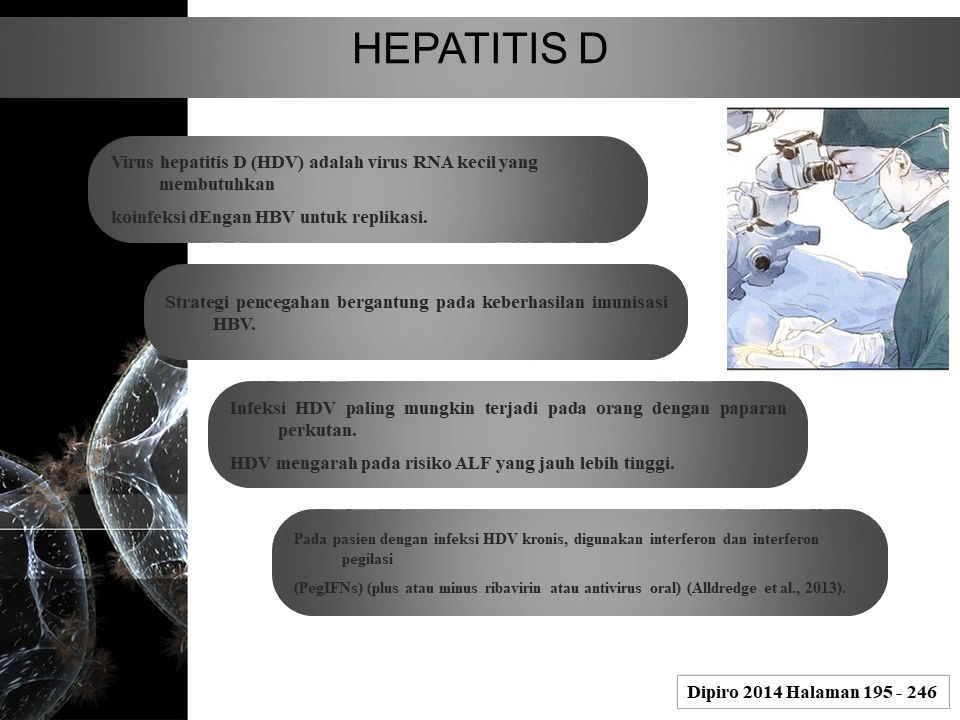 HEPATITIS D
Virus hepatitis D (HDV) adalah virus RNA kecil yang
membutuhkan
koinfeksi dEngan HBV untuk replikasi.
Strategi pencegahan bergantung pada keberhasilan imunisasi
HBV.
Infeksi HDV paling mungkin terjadi pada orang dengan paparan
perkutan.
HDV mengarah pada risiko ALF yang jauh lebih tinggi.
Pada pasien dengan infeksi HDV kronis, digunakan interferon dan interferon
pegilasi
(PegIFNs) (plus atau minus ribavirin atau antivirus oral) (Alldredge et al., 2013).
Dipiro 2014 Halaman 195 - 246